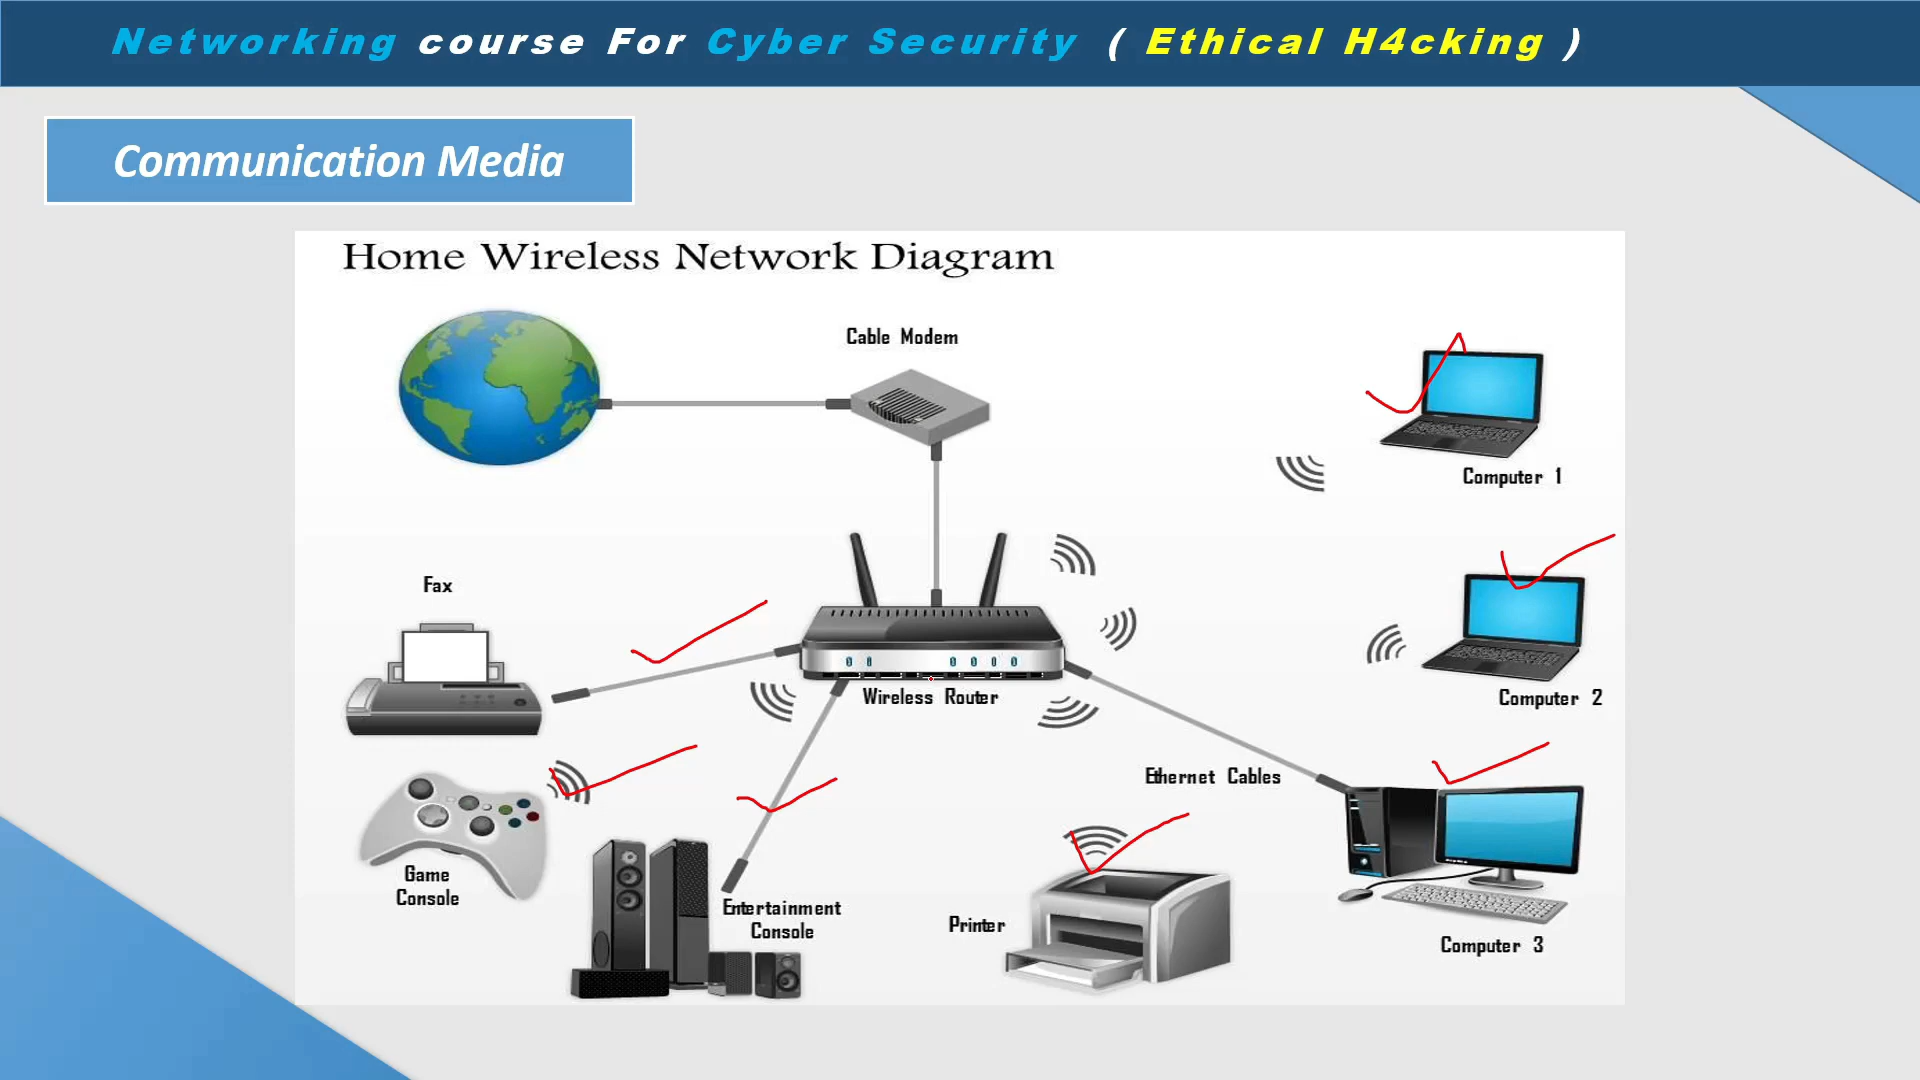 Networking course For Cyber Security ( Ethical H4cking )
Communication Media
Home Wireless Network Diagram
Cable Modem
Computer 1
Fax
Wireless Router
Computer 2
Ethernet Cables
Game
Console
Entertainment
Console
Printer
Computer 3